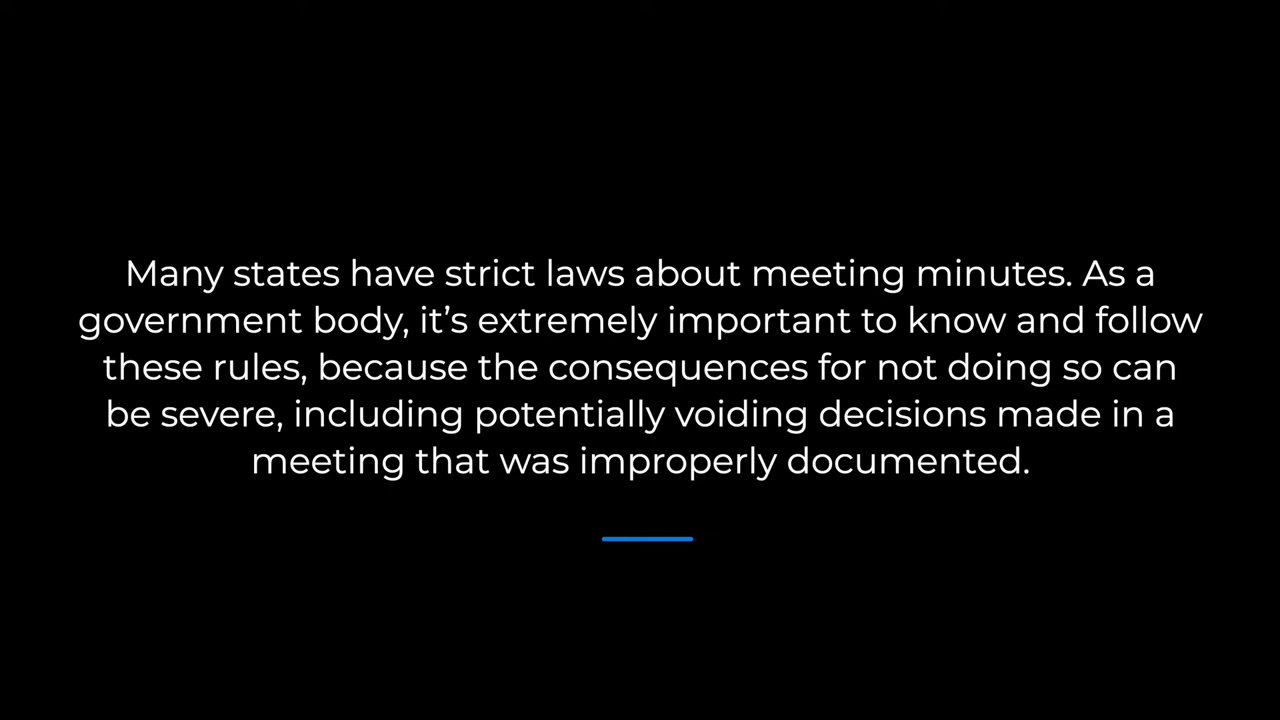 Many states have strict laws about meeting minutes. As a
government body, it’s extremely important to know and follow
these rules, because the consequences for not doing so can
be severe, including potentially voiding decisions made in a
meeting that was improperly documented.